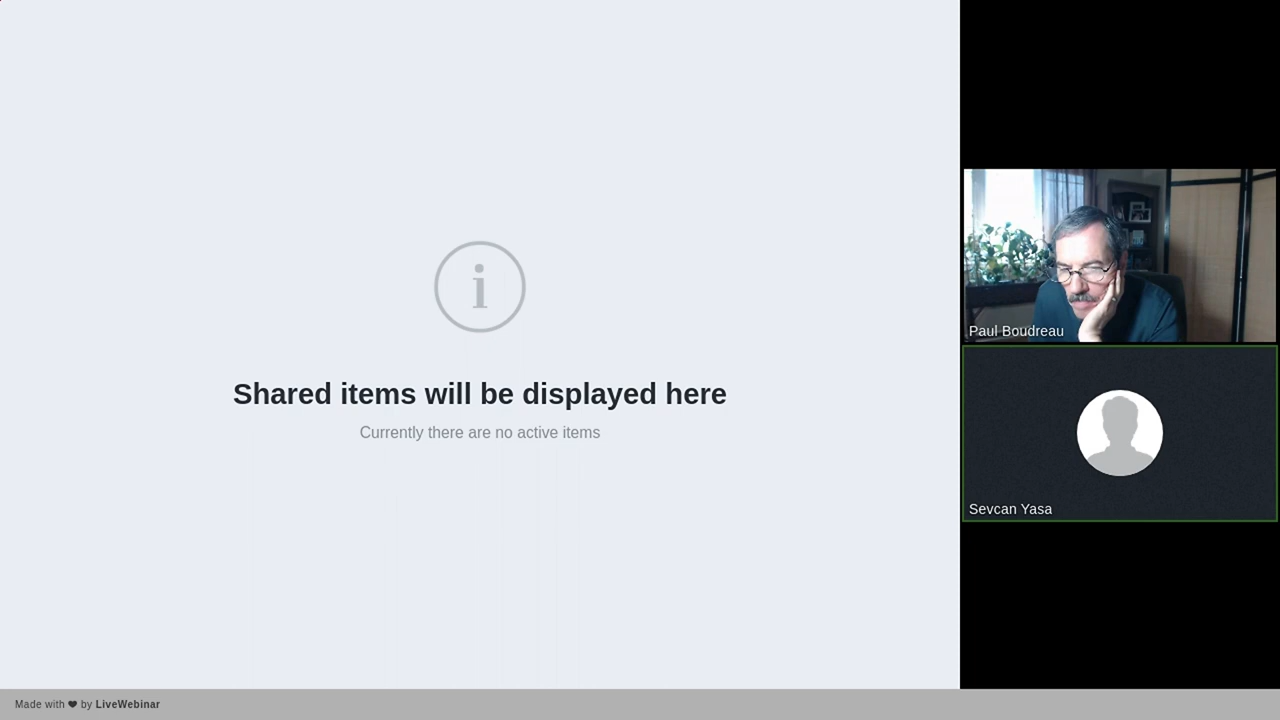 Shared items will be displayed here
Currently there are no active items
Paul Boudreau
Sevcan Yasa
Made with ❤ by LiveWebinar